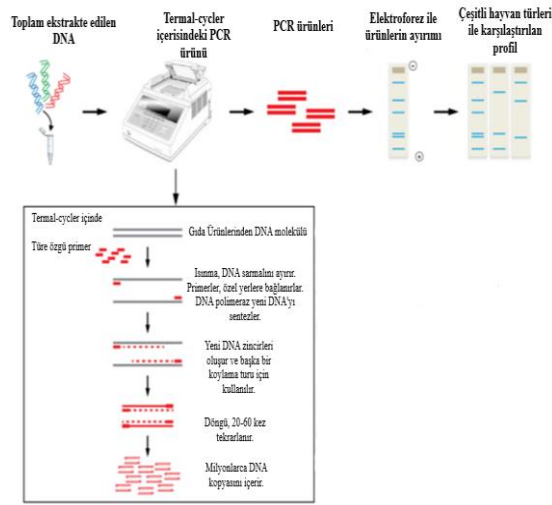 Toplam ekstrakte edilen
DNA
Termal-cycler
içerisindeki PCR
ürünü
PCR ürünleri
Elektroforez ile
ürünlerin ayırımı
Çeşitli hayvan türleri
ile karşılaştırılan
profil
Termal-cycler içinde
Gıda Ürünlerinden DNA molekülü
Türe özgü primer
Isınma, DNA sarmalını ayırır.
Primerler, özel yerlere bağlanırlar.
DNA polimeraz yeni DNA'yı
sentezler.
Yeni DNA zincirleri
oluşur ve başka bir
koylama turu için
kullanılır.
Döngü, 20-60 kez
tekrarlanır.
Milyonlarca DNA
kopyasını içerir.